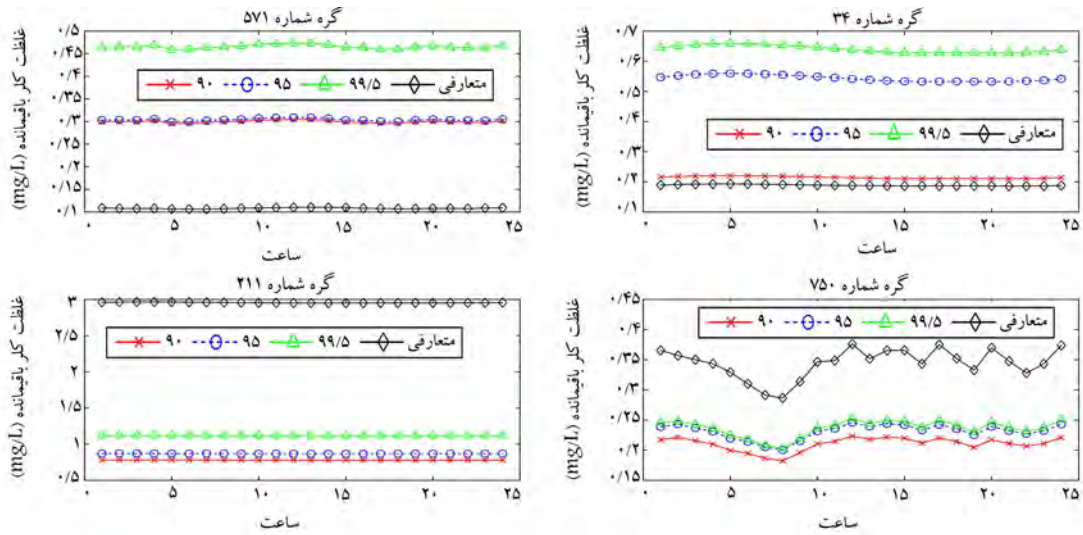 گره شماره ۵۷۱
غلظت کلر باقیمانده (mg/L)
۰/۵
۰/۴۵
۰/۴
۰/۳۵
۰/۳
۰/۲۵
۰/۲
۰/۱۵
۰/۱
۹۰ ۹۵ ۹۹/۵ متعارفی
۰ ۵ ۱۰ ۱۵ ۲۰ ۲۵
ساعت
گره شماره ۳۴
غلظت کلر باقیمانده (mg/L)
۰/۷
۰/۶
۰/۵
۰/۴
۰/۳
۰/۲
۰/۱
۹۰ ۹۵ ۹۹/۵ متعارفی
۰ ۵ ۱۰ ۱۵ ۲۰ ۲۵
ساعت
گره شماره ۲۱۱
غلظت کلر باقیمانده (mg/L)
۳
۲/۵
۲
۱/۵
۱
۰/۵
۹۰ ۹۵ ۹۹/۵ متعارفی
۰ ۵ ۱۰ ۱۵ ۲۰ ۲۵
ساعت
گره شماره ۷۵۰
غلظت کلر باقیمانده (mg/L)
۰/۴۵
۰/۴
۰/۳۵
۰/۳
۰/۲۵
۰/۲
۰/۱۵
۹۰ ۹۵ ۹۹/۵ متعارفی
۰ ۵ ۱۰ ۱۵ ۲۰ ۲۵
ساعت